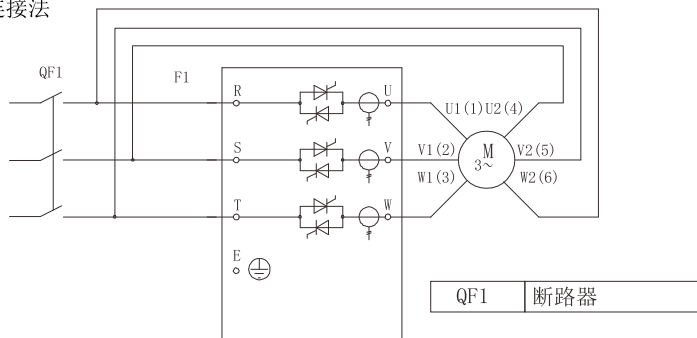 连接法
QF1
F1
R
U
U1(1)
U2(4)
S
V
V1(2)
M
3~
V2(5)
W1(3)
W2(6)
T
W
E
QF1
断路器